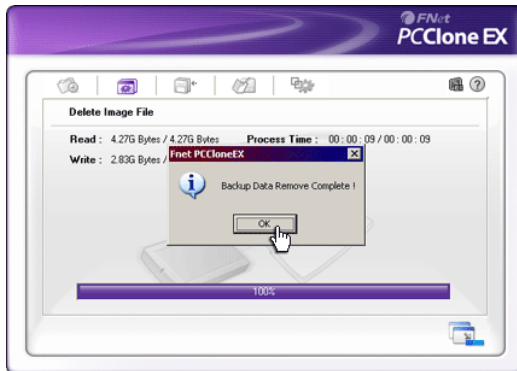 FNet
PCClone EX
Delete Image File
Read : 4.27G Bytes / 4.27G Bytes Process Time : 00 : 00 : 09 / 00 : 00 : 09
Write : 2.83G Bytes /
Fnet PCCloneEX
Backup Data Remove Complete !
OK
100%